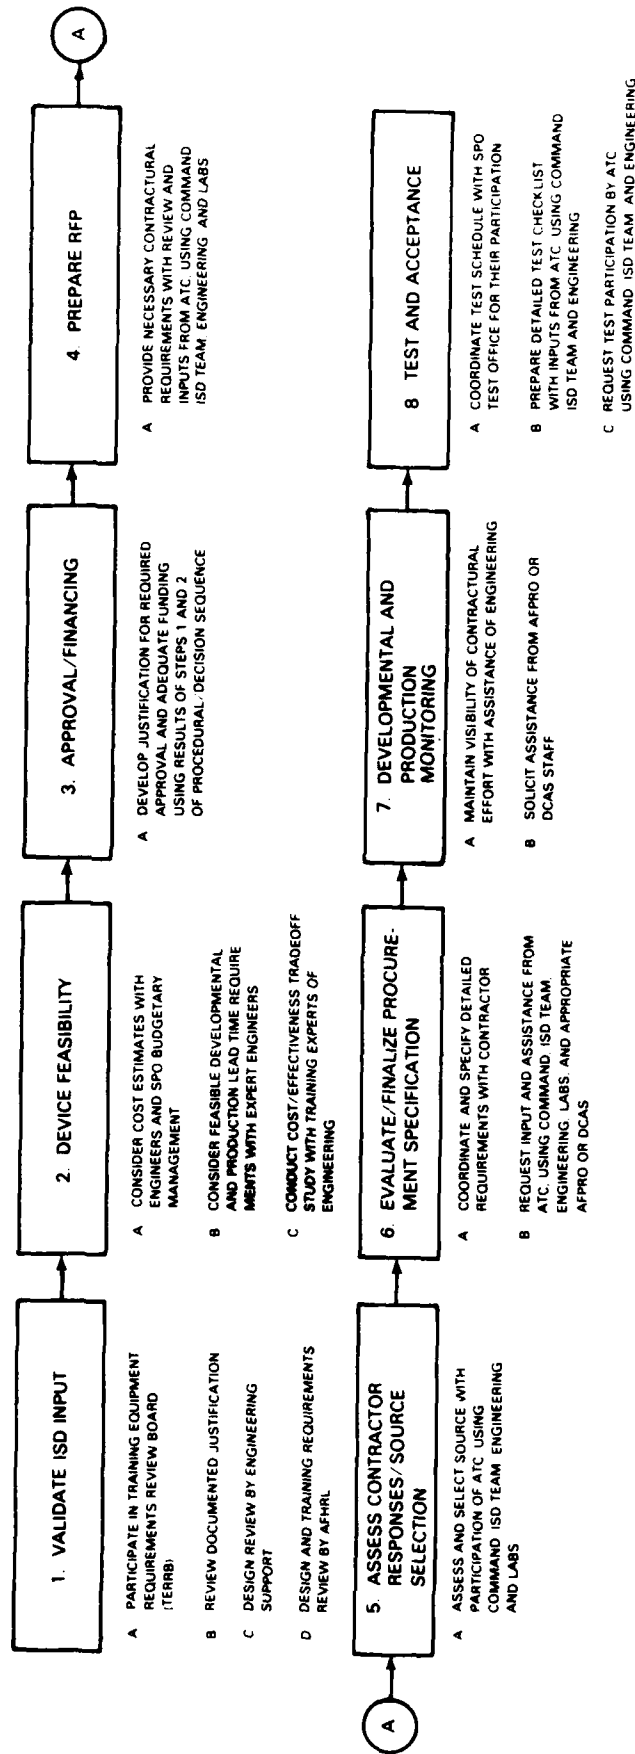 1. VALIDATE ISD INPUT
A PARTICIPATE IN TRAINING EQUIPMENT
REQUIREMENTS REVIEW BOARD
(TERRB)
B REVIEW DOCUMENTED JUSTIFICATION
C DESIGN REVIEW BY ENGINEERING
SUPPORT
D DESIGN AND TRAINING REQUIREMENTS
REVIEW BY AFHRL
2. DEVICE FEASIBILITY
A CONSIDER COST ESTIMATES WITH
ENGINEERS AND SPO BUDGETARY
MANAGEMENT
B CONSIDER FEASIBLE DEVELOPMENTAL
AND PRODUCTION LEAD TIME REQUIRE
MENTS WITH EXPERT ENGINEERS
C CONDUCT COST/EFFECTIVENESS TRADEOFF
STUDY WITH TRAINING EXPERTS OF
ENGINEERING
3. APPROVAL/FINANCING
A DEVELOP JUSTIFICATION FOR REQUIRED
APPROVAL AND ADEQUATE FUNDING
USING RESULTS OF STEPS 1 AND 2
OF PROCEDURAL/DECISION SEQUENCE
4. PREPARE RFP
A PROVIDE NECESSARY CONTRACTURAL
REQUIREMENTS WITH REVIEW AND
INPUTS FROM ATC, USING COMMAND
ISD TEAM, ENGINEERING, AND LABS
A
A
5. ASSESS CONTRACTOR
RESPONSES/SOURCE
SELECTION
A ASSESS AND SELECT SOURCE WITH
PARTICIPATION OF ATC USING
COMMAND ISD TEAM ENGINEERING
AND LABS
6. EVALUATE/FINALIZE PROCURE-
MENT SPECIFICATION
A COORDINATE AND SPECIFY DETAILED
REQUIREMENTS WITH CONTRACTOR
B REQUEST INPUT AND ASSISTANCE FROM
ATC, USING COMMAND, ISD TEAM,
ENGINEERING, LABS, AND APPROPRIATE
AFPRO OR DCAS
7. DEVELOPMENTAL AND
PRODUCTION
MONITORING
A MAINTAIN VISIBILITY OF CONTRACTURAL
EFFORT WITH ASSISTANCE OF ENGINEERING
B SOLICIT ASSISTANCE FROM AFPRO OR
DCAS STAFF
8 TEST AND ACCEPTANCE
A COORDINATE TEST SCHEDULE WITH SPO
TEST OFFICE FOR THEIR PARTICIPATION
B PREPARE DETAILED TEST CHECKLIST
WITH INPUTS FROM ATC, USING COMMAND
ISD TEAM AND ENGINEERING
C REQUEST TEST PARTICIPATION BY ATC
USING COMMAND ISD TEAM, AND ENGINEERING